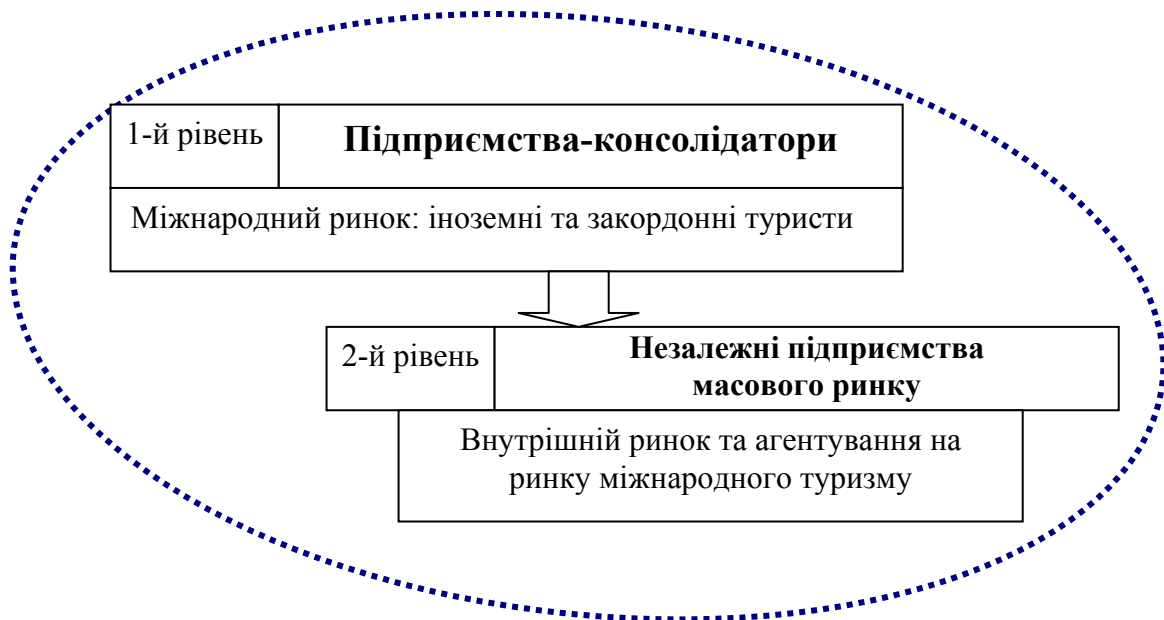 1-й рівень
Підприємства-консолідатори
Міжнародний ринок: іноземні та закордонні туристи
2-й рівень
Незалежні підприємства
масового ринку
Внутрішній ринок та агентування на
ринку міжнародного туризму